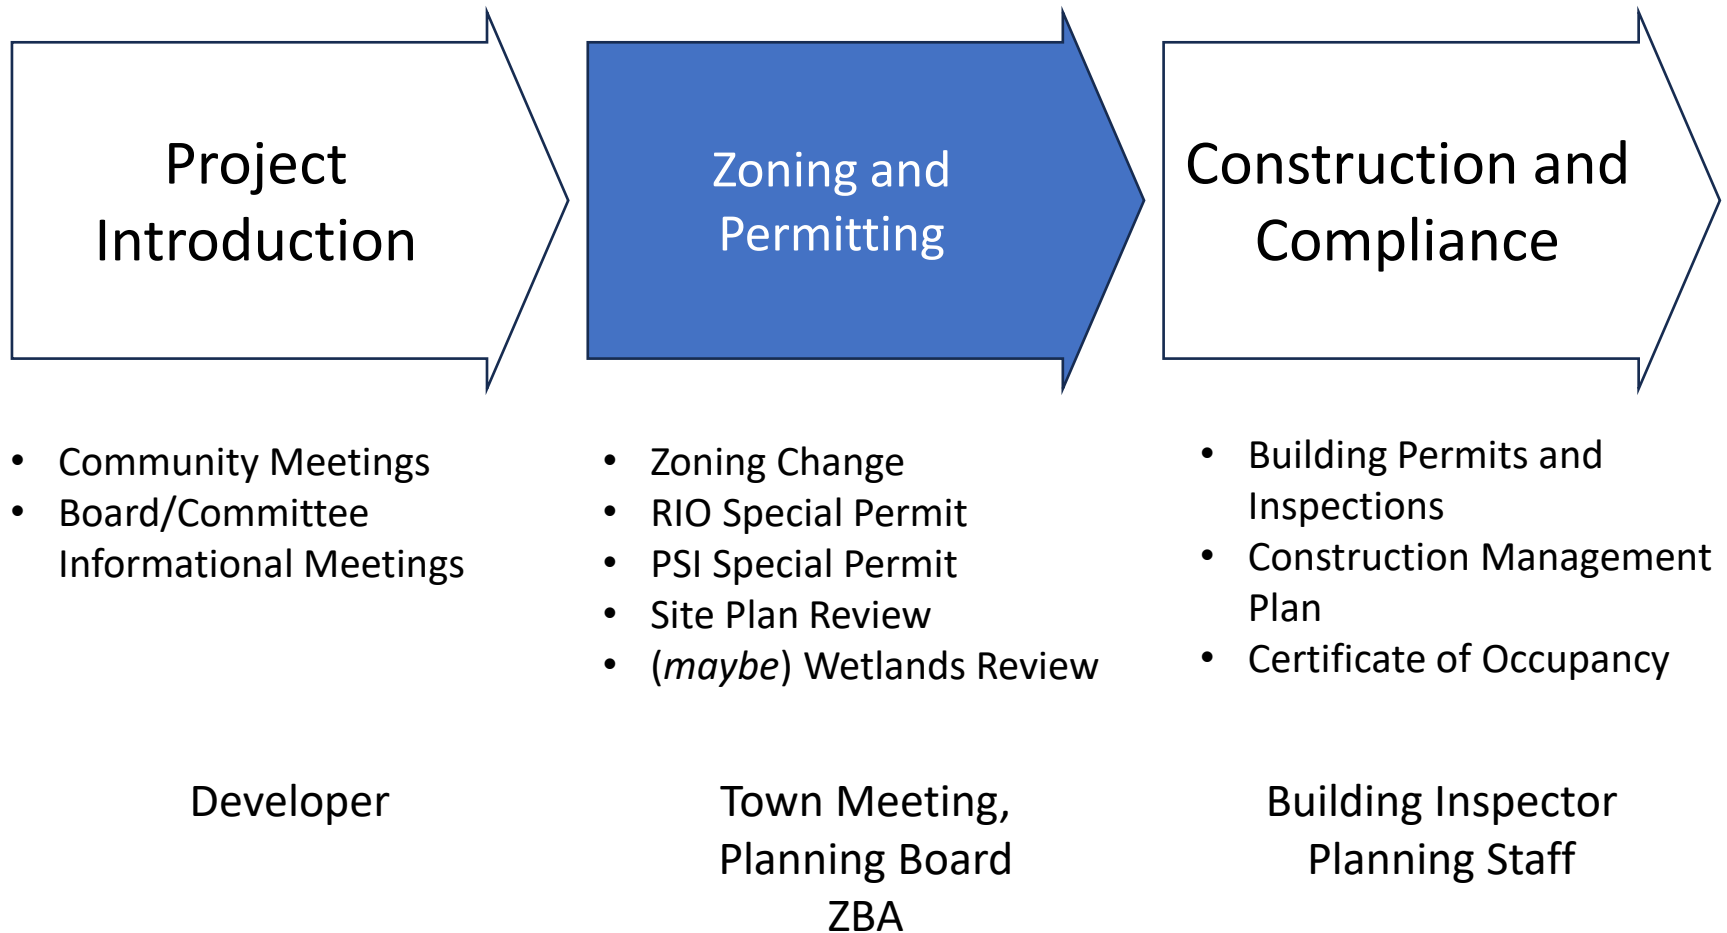 Project
Introduction
Zoning and
Permitting
Construction and
Compliance
• Community Meetings
• Board/Committee
Informational Meetings
• Zoning Change
• RIO Special Permit
• PSI Special Permit
• Site Plan Review
• (maybe) Wetlands Review
• Building Permits and
Inspections
• Construction Management
Plan
• Certificate of Occupancy
Developer
Town Meeting,
Planning Board
ZBA
Building Inspector
Planning Staff